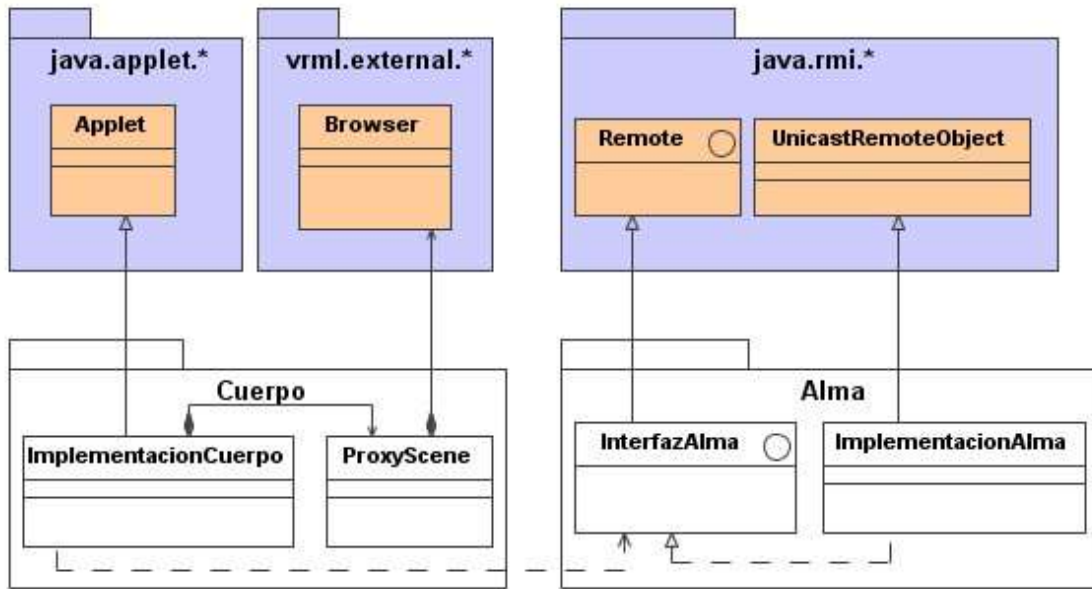 java.applet.*
vrml.external.*
java.rmi.*
Applet
Browser
Remote
UnicastRemoteObject
Cuerpo
Alma
ImplementacionCuerpo
ProxyScene
InterfazAlma
ImplementacionAlma